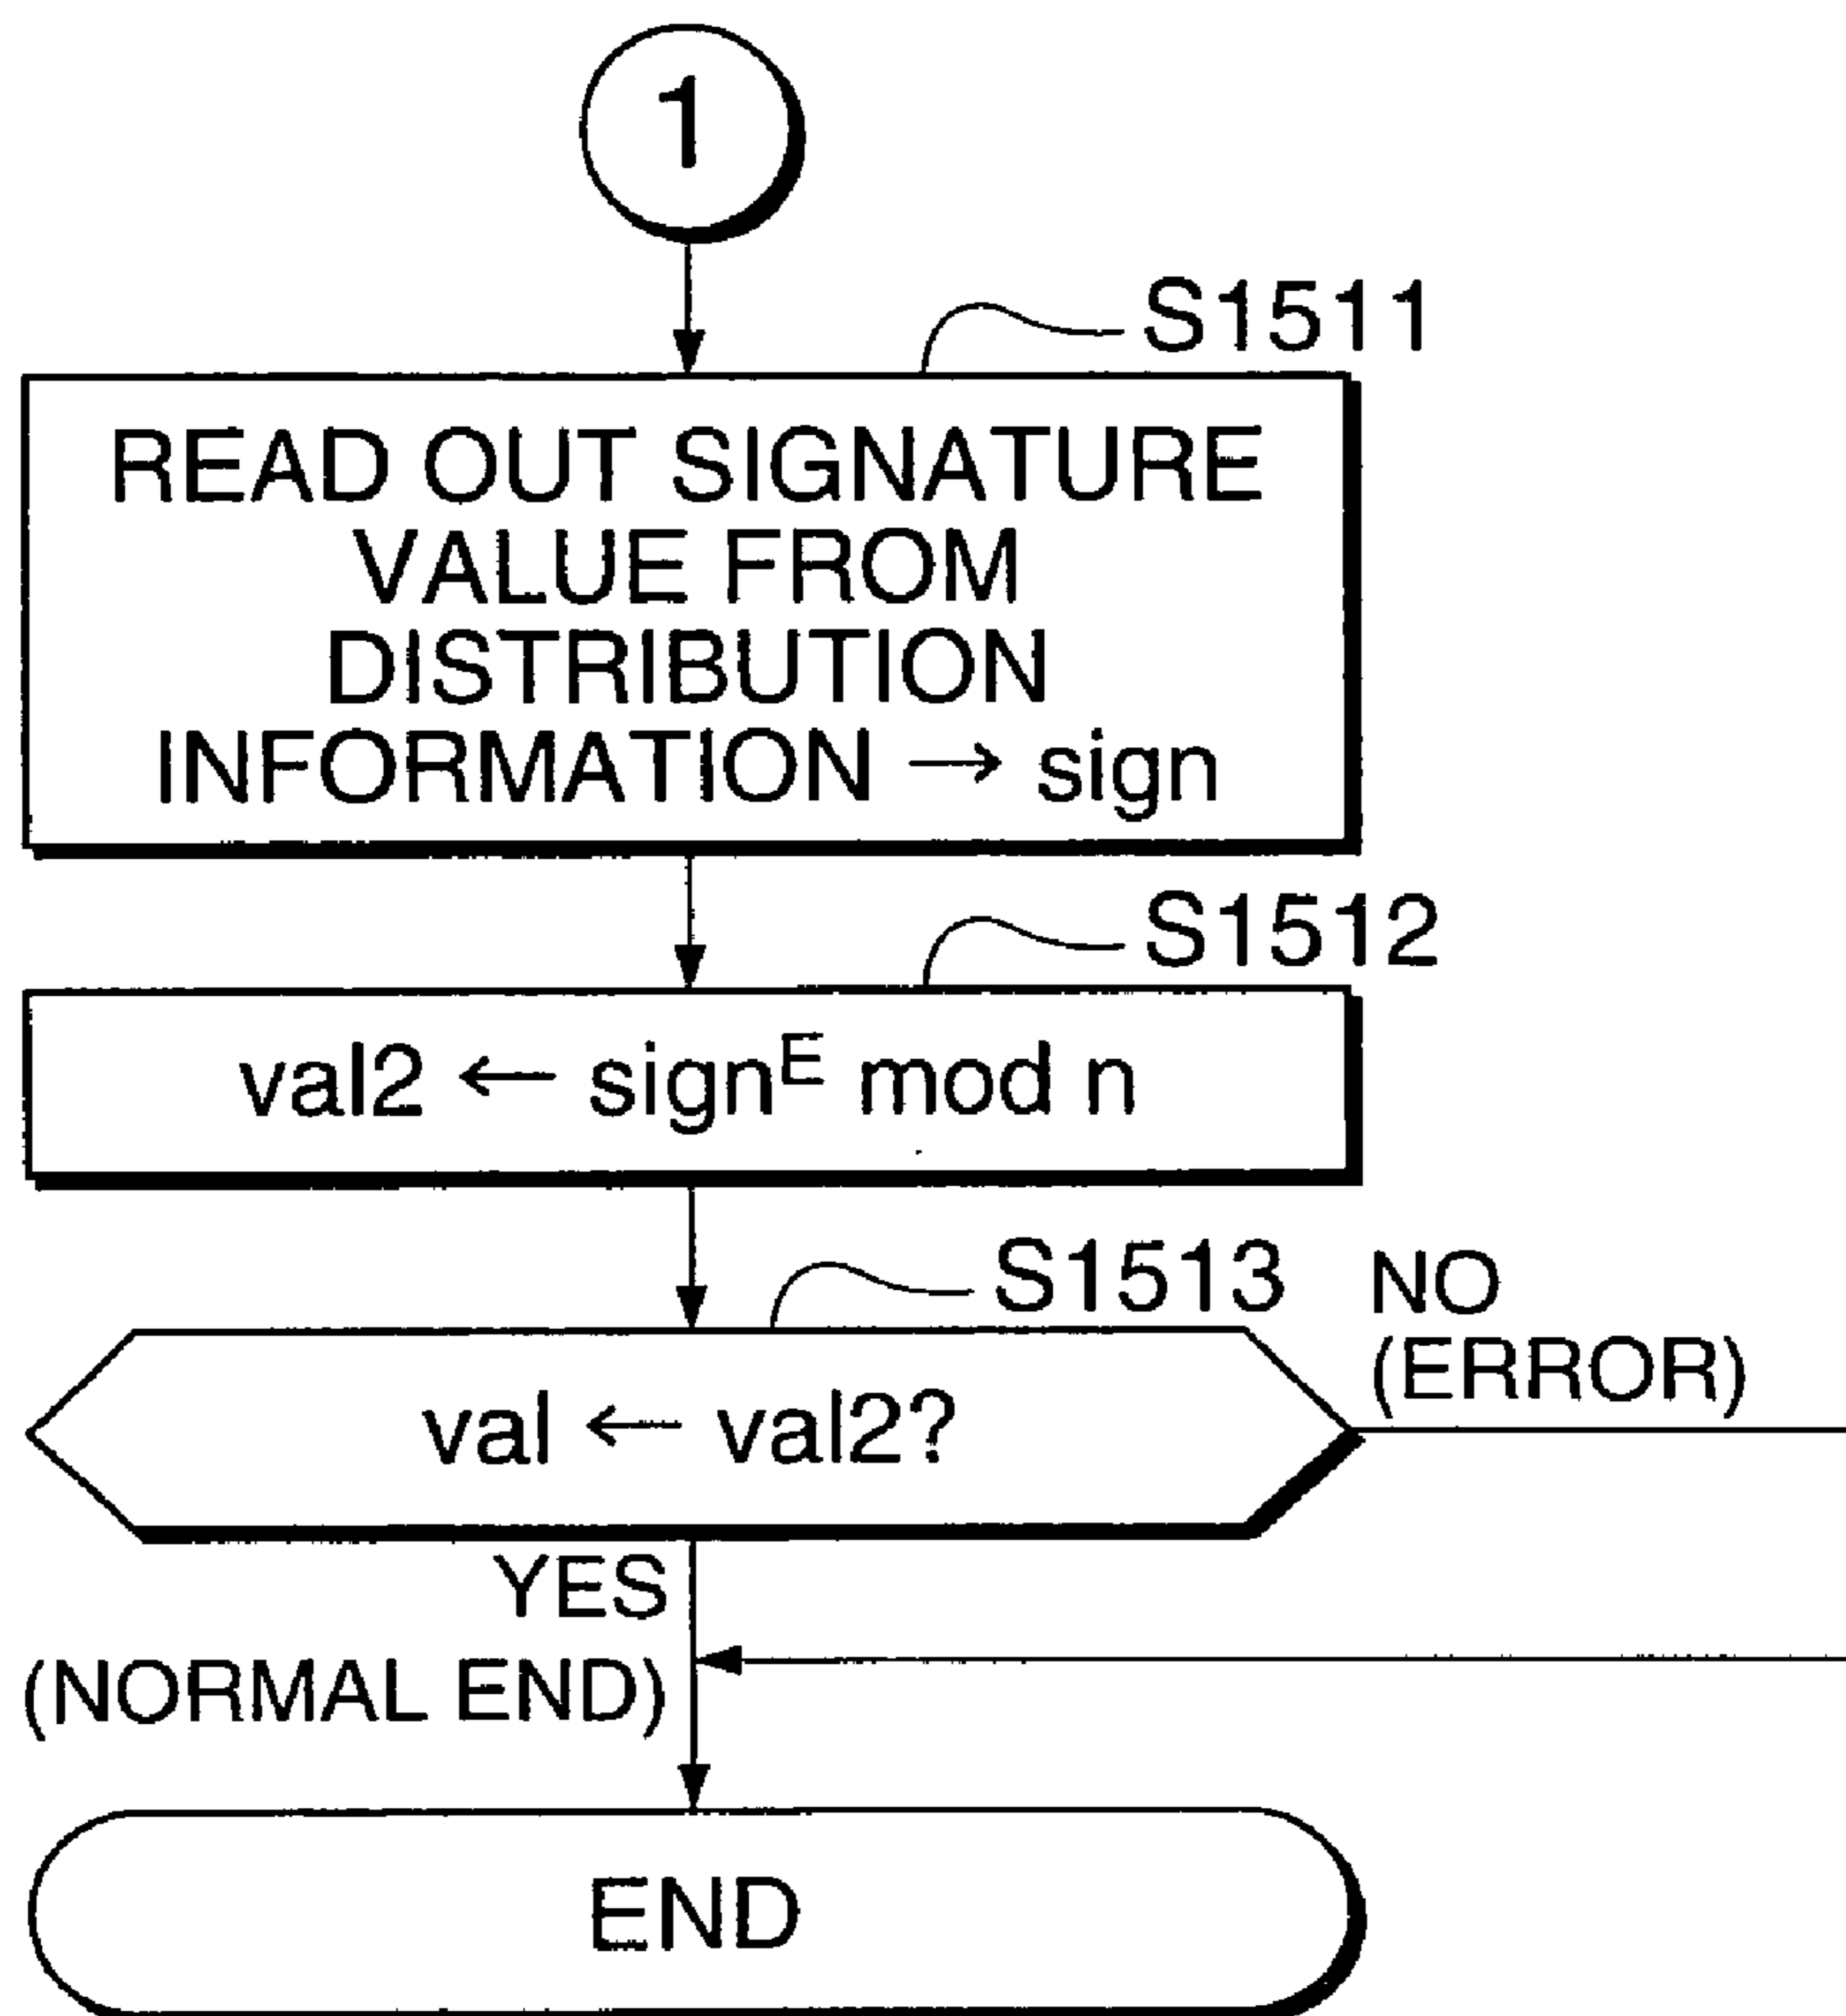 1
S1511
READ OUT SIGNATURE
VALUE FROM
DISTRIBUTION
INFORMATION → sign
S1512
val2 ← sign^E mod n
S1513
NO
(ERROR)
val ← val2?
YES
(NORMAL END)
END